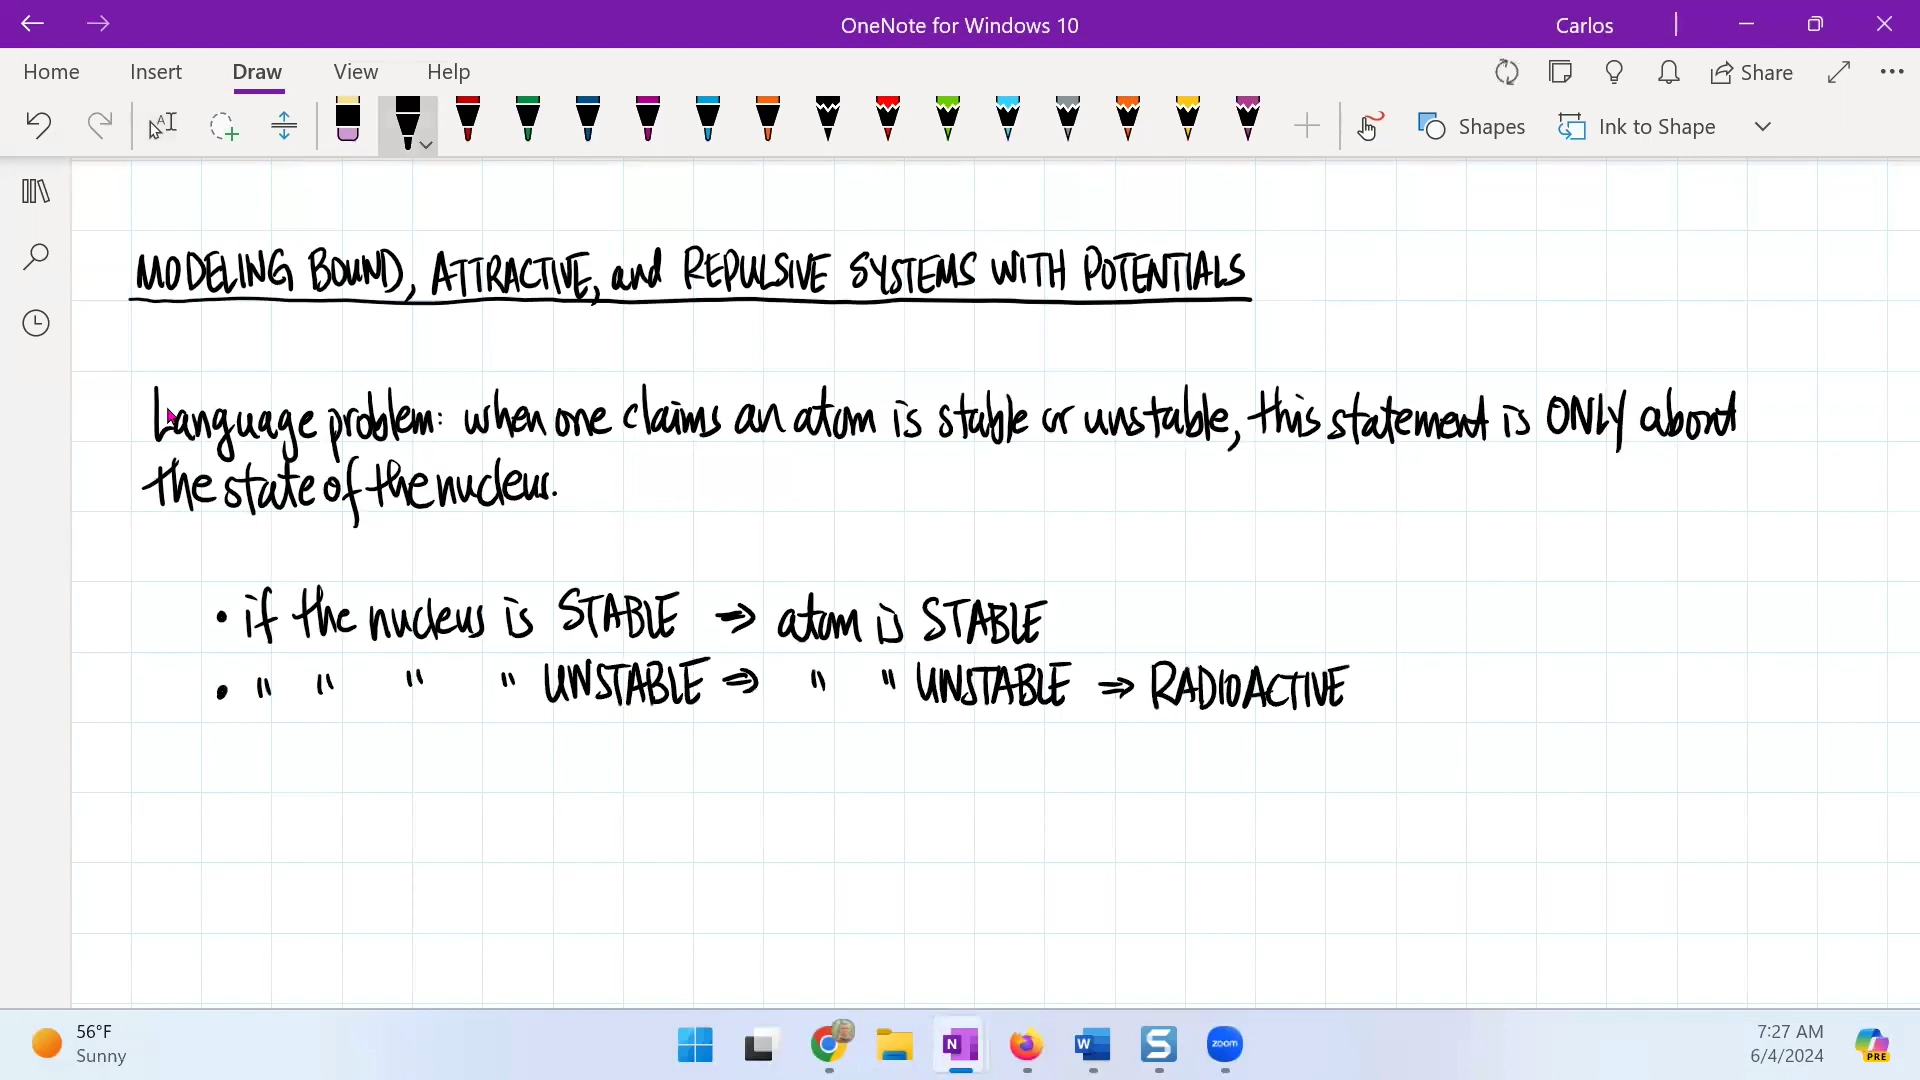 OneNote for Windows 10
Carlos
Home Insert Draw View Help
Share
Shapes
Ink to Shape
MODELING BOUND, ATTRACTIVE, and REPULSIVE SYSTEMS WITH POTENTIALS
Language problem: when one claims an atom is stable or unstable, this statement is ONLY about
the state of the nucleus.
• if the nucleus is STABLE ⇒ atom is STABLE
• " " " " UNSTABLE ⇒ " " UNSTABLE ⇒ RADIOACTIVE
56°F
Sunny
N
W
S
zoom
7:27 AM
6/4/2024
PRE